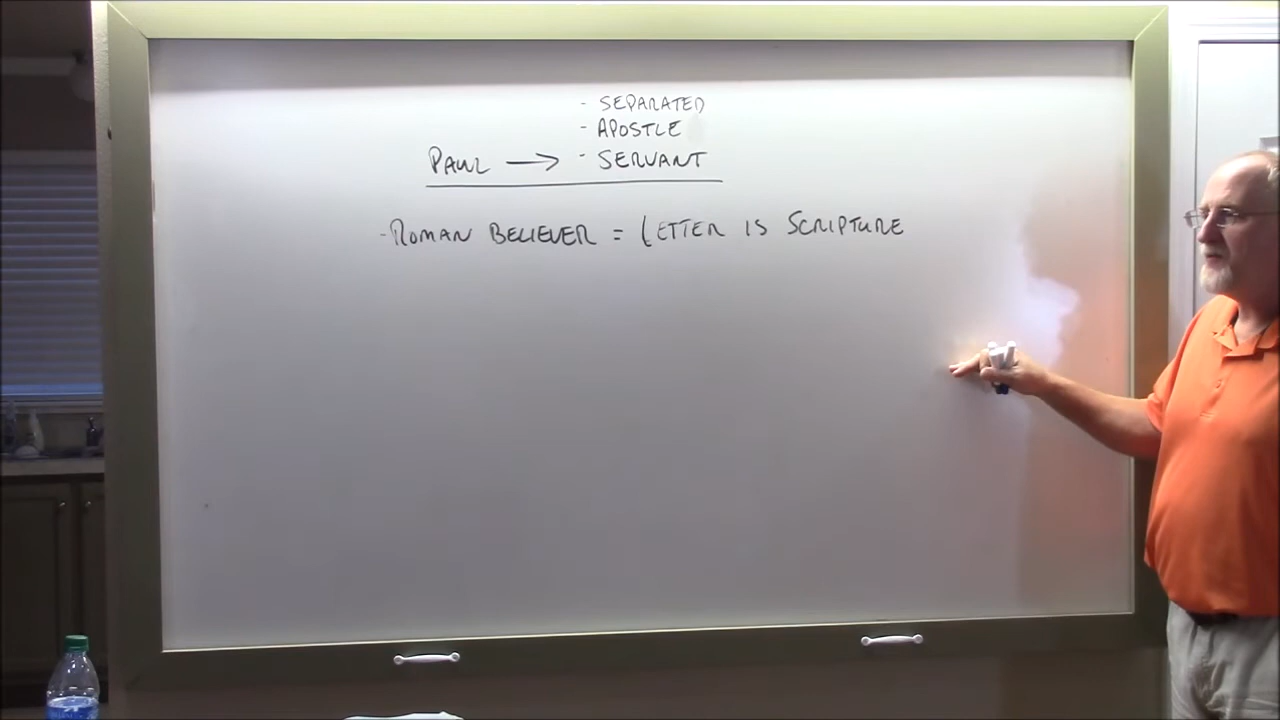 - SEPARATED
- APOSTLE
PAUL → - SERVANT
- ROMAN BELIEVER = LETTER IS SCRIPTURE